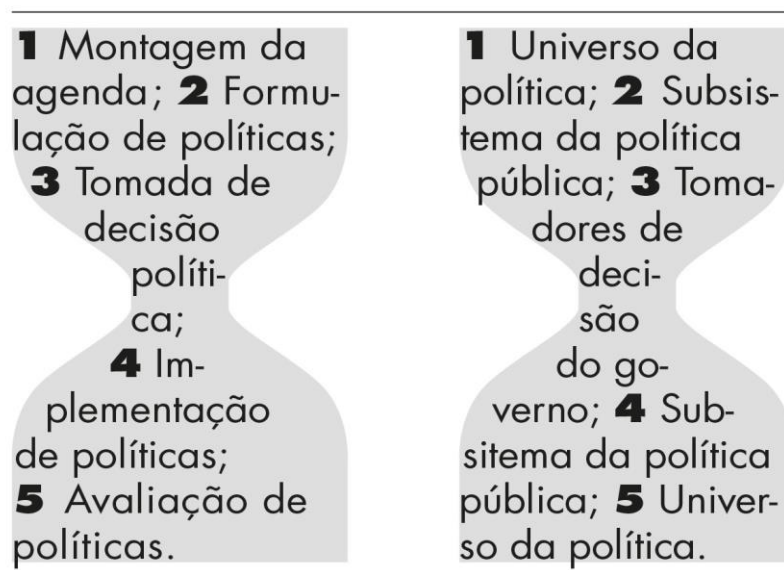 1 Montagem da
agenda; 2 Formu-
lação de políticas;
3 Tomada de
decisão
políti-
ca;
4 Im-
plementação
de políticas;
5 Avaliação de
políticas.
1 Universo da
política; 2 Subsis-
tema da política
pública; 3 Toma-
dores de
deci-
são
do go-
verno; 4 Sub-
sitema da política
pública; 5 Univer-
so da política.